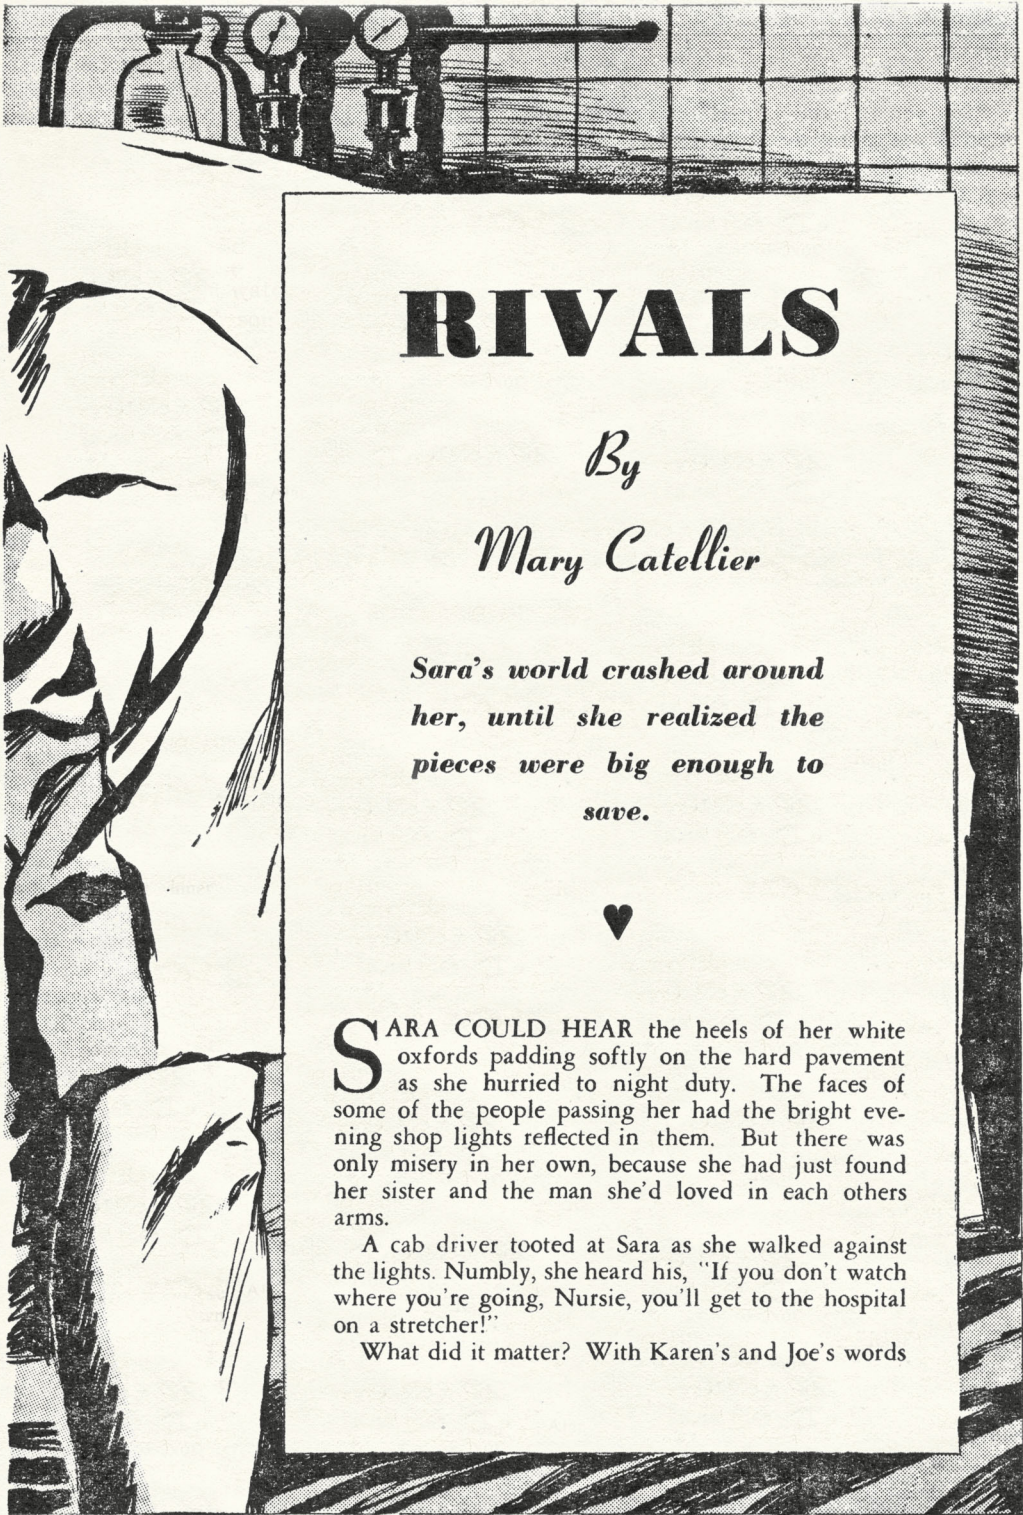 RIVALS
By
Mary Catellier
Sara's world crashed around
her, until she realized the
pieces were big enough to
save.
SARA COULD HEAR the heels of her white
oxfords padding softly on the hard pavement
as she hurried to night duty. The faces of
some of the people passing her had the bright eve-
ning shop lights reflected in them. But there was
only misery in her own, because she had just found
her sister and the man she'd loved in each others
arms.
A cab driver tooted at Sara as she walked against
the lights. Numbly, she heard his, "If you don't watch
where you're going, Nursie, you'll get to the hospital
on a stretcher!"
What did it matter? With Karen's and Joe's words